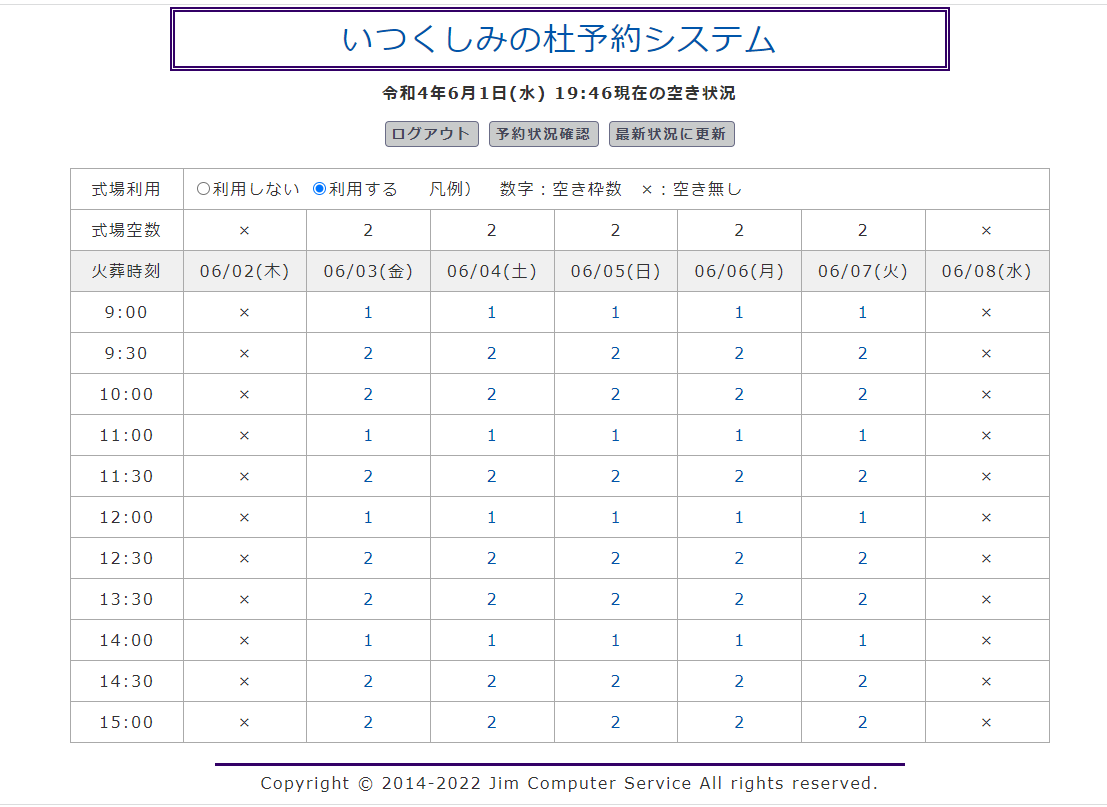 いつくしみの杜予約システム
令和4年6月1日(水) 19:46現在の空き状況
ログアウト 予約状況確認 最新状況に更新
式場利用 利用しない 利用する 凡例） 数字：空き枠数 ×：空き無し
式場空数 × 2 2 2 2 2 ×
火葬時刻 06/02(木) 06/03(金) 06/04(土) 06/05(日) 06/06(月) 06/07(火) 06/08(水)
9:00 × 1 1 1 1 1 ×
9:30 × 2 2 2 2 2 ×
10:00 × 2 2 2 2 2 ×
11:00 × 1 1 1 1 1 ×
11:30 × 2 2 2 2 2 ×
12:00 × 1 1 1 1 1 ×
12:30 × 2 2 2 2 2 ×
13:30 × 2 2 2 2 2 ×
14:00 × 1 1 1 1 1 ×
14:30 × 2 2 2 2 2 ×
15:00 × 2 2 2 2 2 ×
Copyright © 2014-2022 Jim Computer Service All rights reserved.